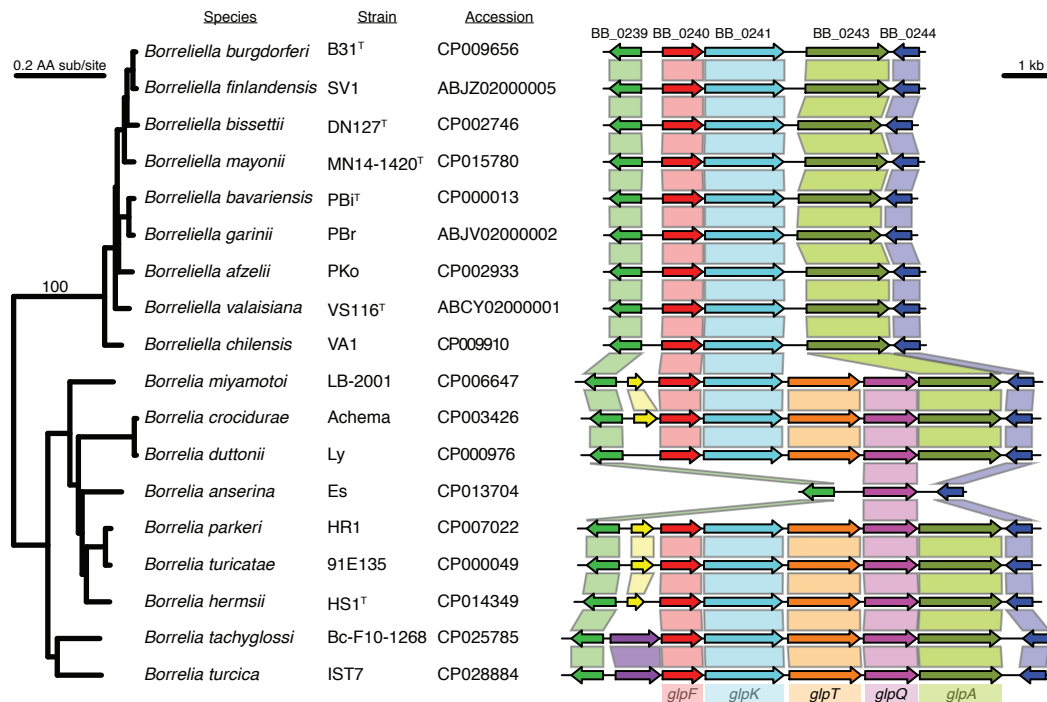 Species Strain Accession
BB_0239 BB_0240 BB_0241 BB_0243 BB_0244
0.2 AA sub/site
1 kb
Borreliella burgdorferi B31ᵀ CP009656
Borreliella finlandensis SV1 ABJZ02000005
Borreliella bissettii DN127ᵀ CP002746
Borreliella mayonii MN14-1420ᵀ CP015780
Borreliella bavariensis PBiᵀ CP000013
Borreliella garinii PBr ABJV02000002
Borreliella afzelii PKo CP002933
100
Borreliella valaisiana VS116ᵀ ABCY02000001
Borreliella chilensis VA1 CP009910
Borrelia miyamotoi LB-2001 CP006647
Borrelia crocidurae Achema CP003426
Borrelia duttonii Ly CP000976
Borrelia anserina Es CP013704
Borrelia parkeri HR1 CP007022
Borrelia turicatae 91E135 CP000049
Borrelia hermsii HS1ᵀ CP014349
Borrelia tachyglossi Bc-F10-1268 CP025785
Borrelia turcica IST7 CP028884
glpF glpK glpT glpQ glpA